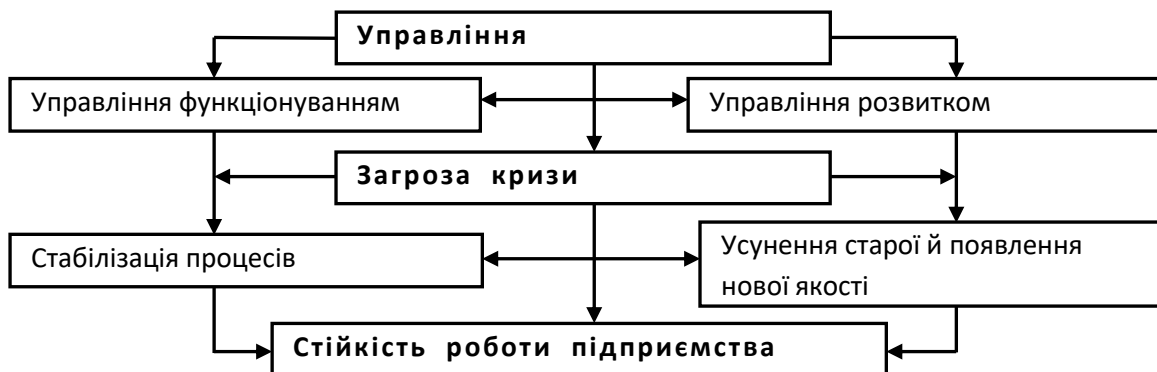 Управління
Управління функціонуванням
Управління розвитком
Загроза кризи
Стабілізація процесів
Усунення старої й появлення
нової якості
Стійкість роботи підприємства